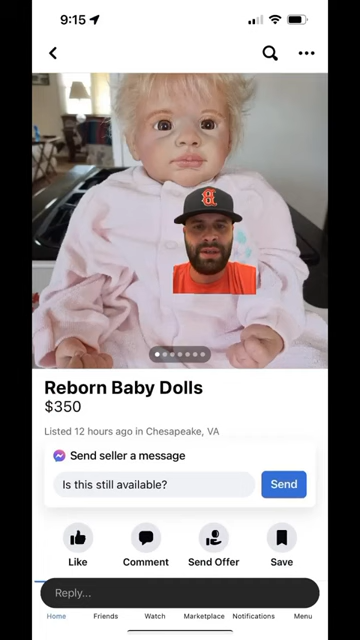 9:15
Reborn Baby Dolls
$350
Listed 12 hours ago in Chesapeake, VA
Send seller a message
Is this still available?
Send
Like
Comment
Send Offer
Save
Reply...
Home
Friends
Watch
Marketplace
Notifications
Menu